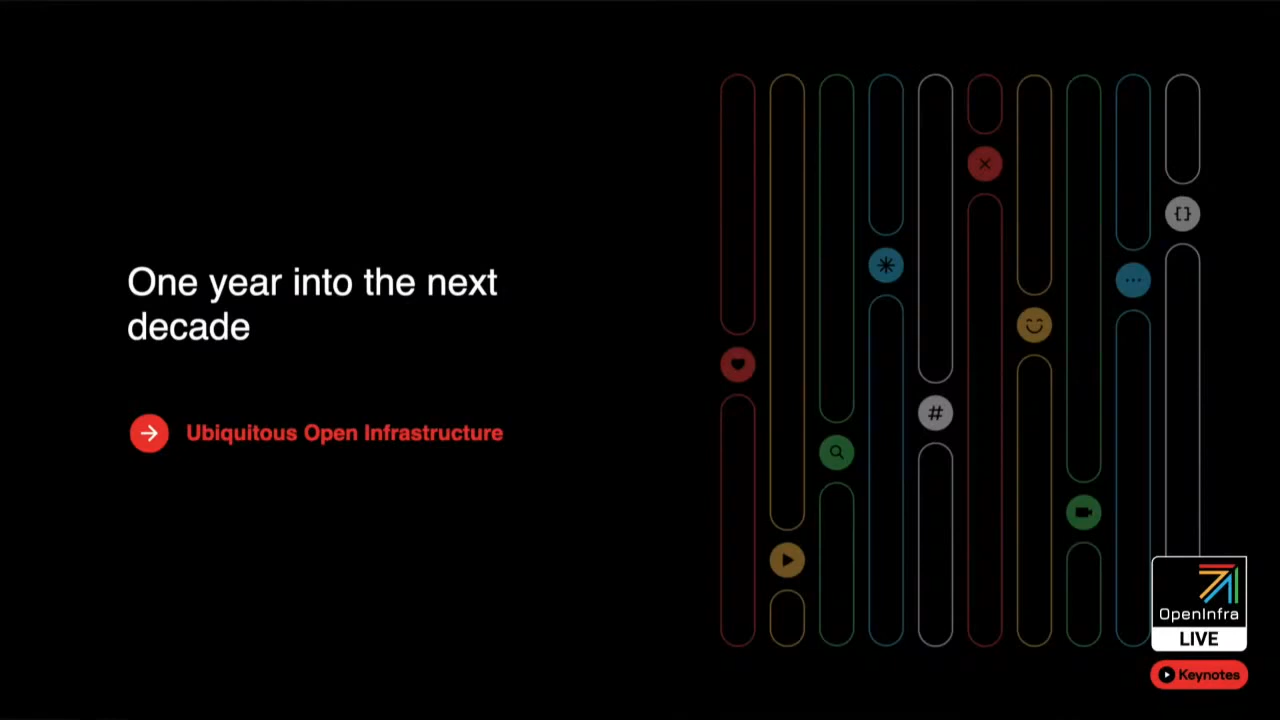 One year into the next
decade
Ubiquitous Open Infrastructure
#
{}
OpenInfra
LIVE
Keynotes